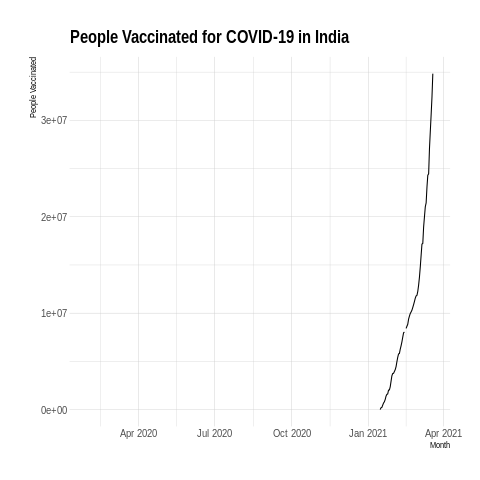 People Vaccinated for COVID-19 in India
People Vaccinated
3e+07
2e+07
1e+07
0e+00
Apr 2020 Jul 2020 Oct 2020 Jan 2021 Apr 2021
Month